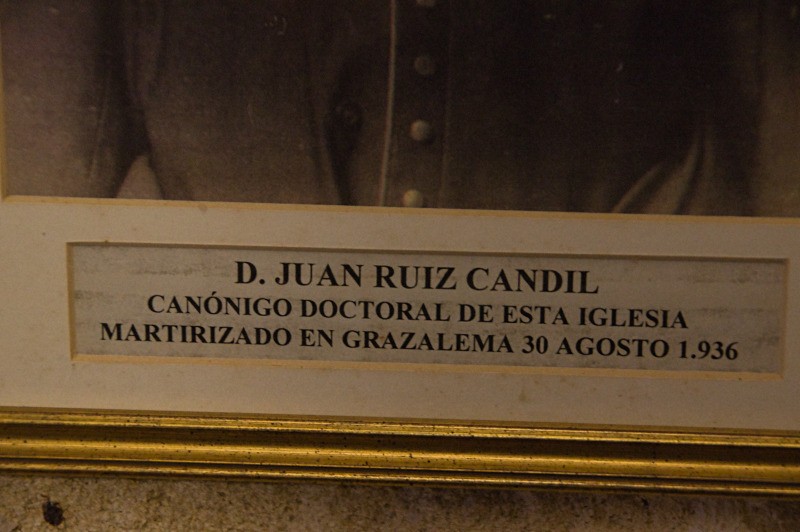 D. JUAN RUIZ CANDIL
CANÓNIGO DOCTORAL DE ESTA IGLESIA
MARTIRIZADO EN GRAZALEMA 30 AGOSTO 1.936